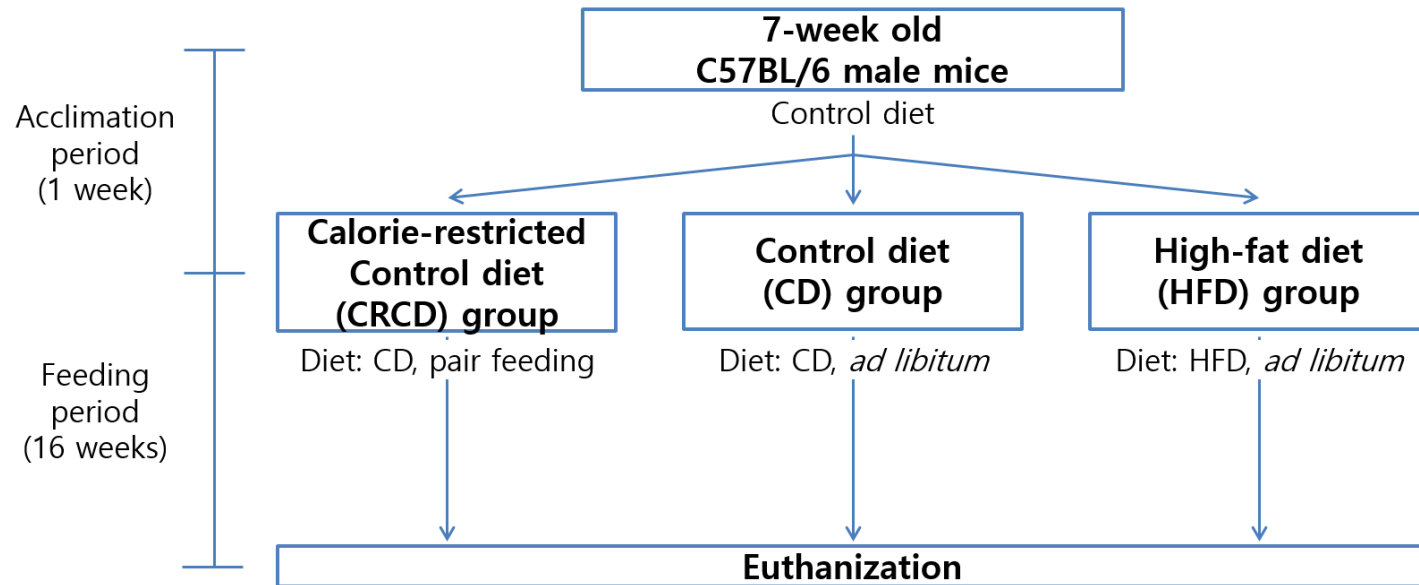 7-week old
C57BL/6 male mice
Control diet
Acclimation
period
(1 week)
Calorie-restricted
Control diet
(CRCD) group
Control diet
(CD) group
High-fat diet
(HFD) group
Diet: CD, pair feeding
Diet: CD, ad libitum
Diet: HFD, ad libitum
Feeding
period
(16 weeks)
Euthanization